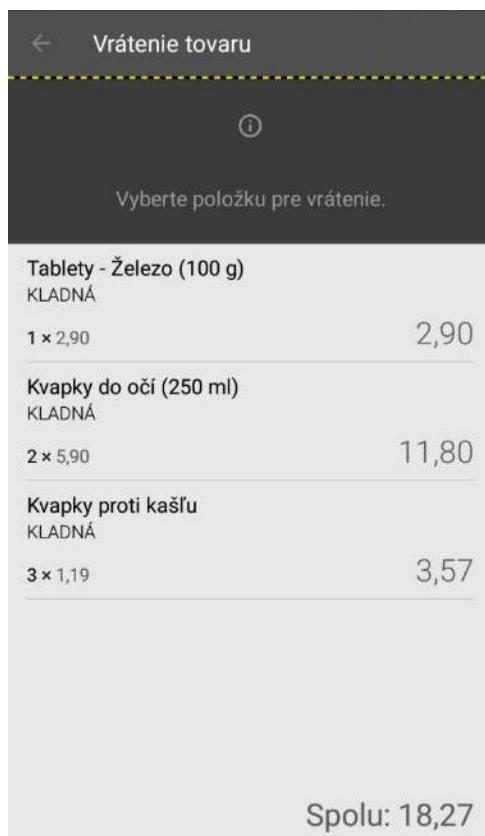 Vrátenie tovaru
Vyberte položku pre vrátenie.
Tablety - Železo (100 g)
KLADNÁ
1 × 2,90 2,90
Kvapky do očí (250 ml)
KLADNÁ
2 × 5,90 11,80
Kvapky proti kašľu
KLADNÁ
3 × 1,19 3,57
Spolu: 18,27